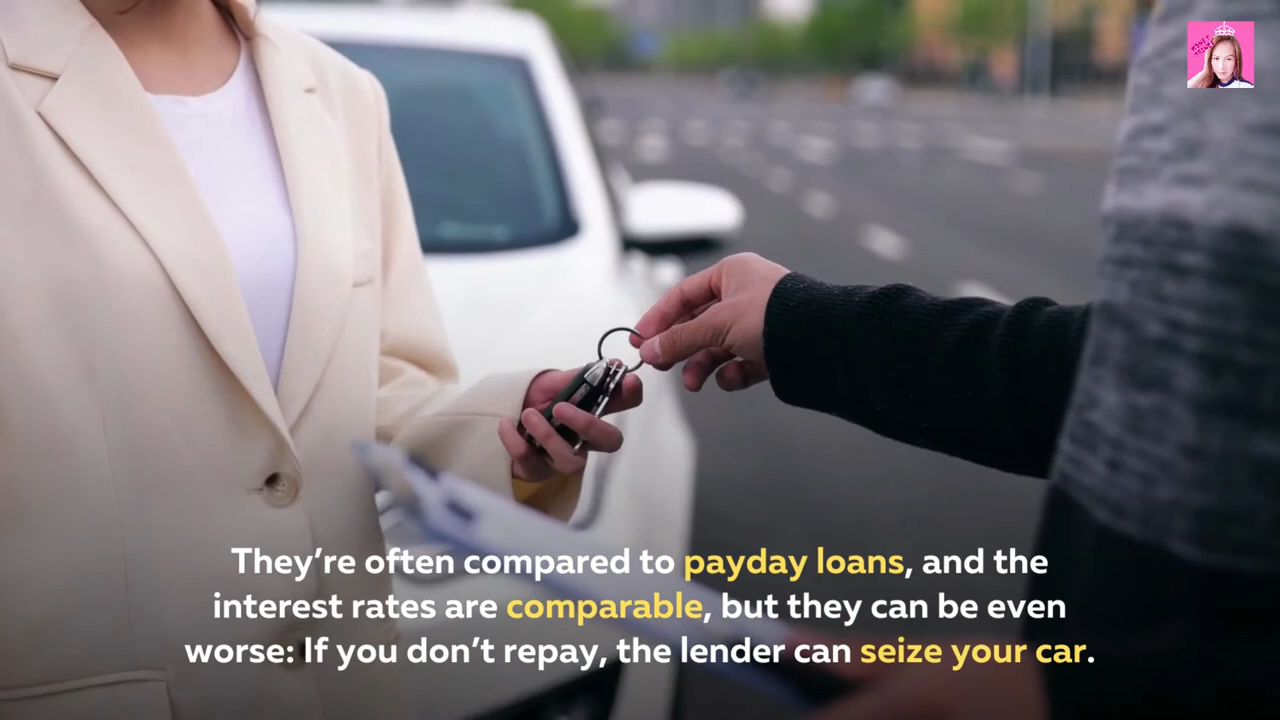 They’re often compared to payday loans, and the
interest rates are comparable, but they can be even
worse: If you don’t repay, the lender can seize your car.